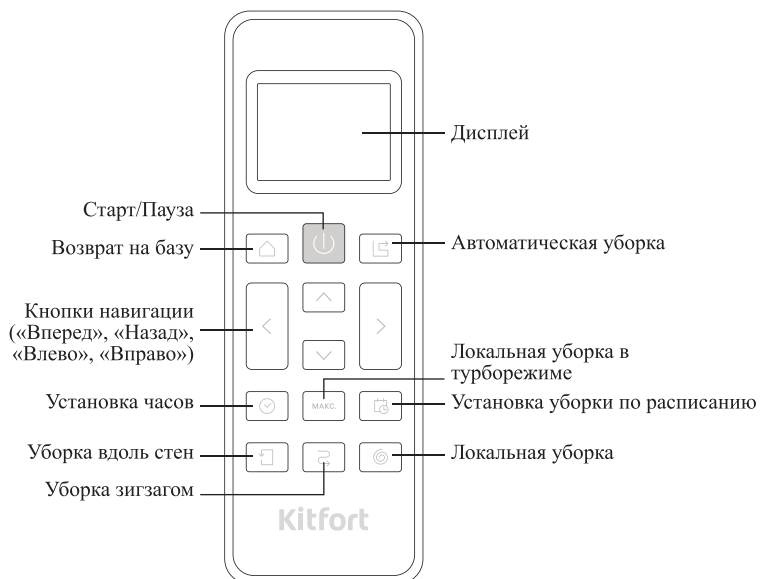 Дисплей
Старт/Пауза
Возврат на базу
Автоматическая уборка
Кнопки навигации
(«Вперед», «Назад»,
«Влево», «Вправо»)
Локальная уборка в
турборежиме
Установка часов
МАКС.
Установка уборки по расписанию
Уборка вдоль стен
Локальная уборка
Уборка зигзагом
Kitfort